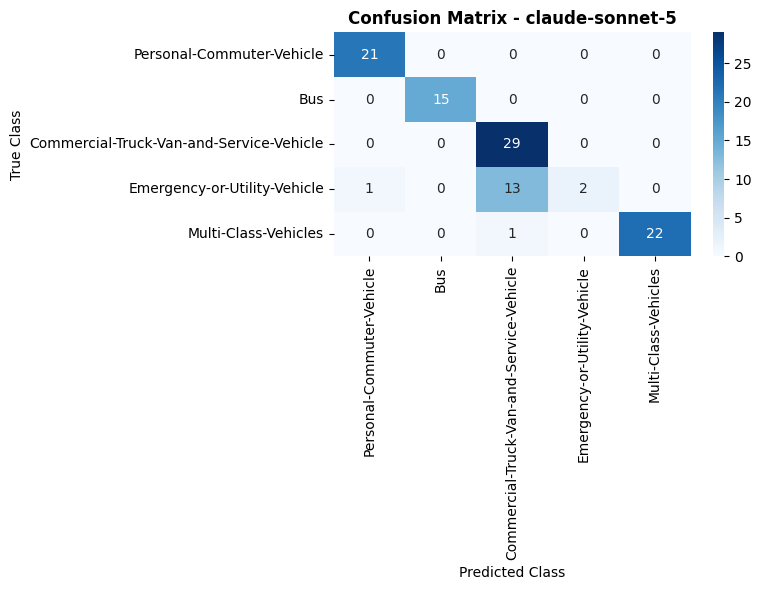 Confusion Matrix - claude-sonnet-5
True Class
Personal-Commuter-Vehicle 21 0 0 0 0
Bus 0 15 0 0 0
Commercial-Truck-Van-and-Service-Vehicle 0 0 29 0 0
Emergency-or-Utility-Vehicle 1 0 13 2 0
Multi-Class-Vehicles 0 0 1 0 22
25
20
15
10
5
0
Personal-Commuter-Vehicle
Bus
Commercial-Truck-Van-and-Service-Vehicle
Emergency-or-Utility-Vehicle
Multi-Class-Vehicles
Predicted Class